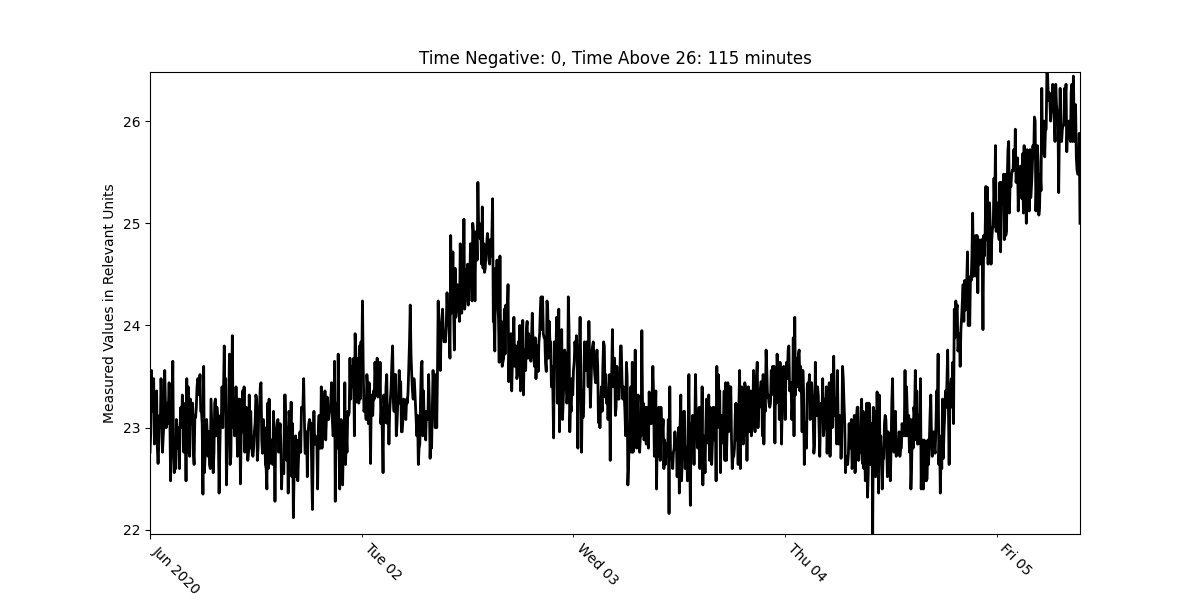 Time Negative: 0, Time Above 26: 115 minutes
Measured Values in Relevant Units
26
25
24
23
22
Jun 2020
Tue 02
Wed 03
Thu 04
Fri 05